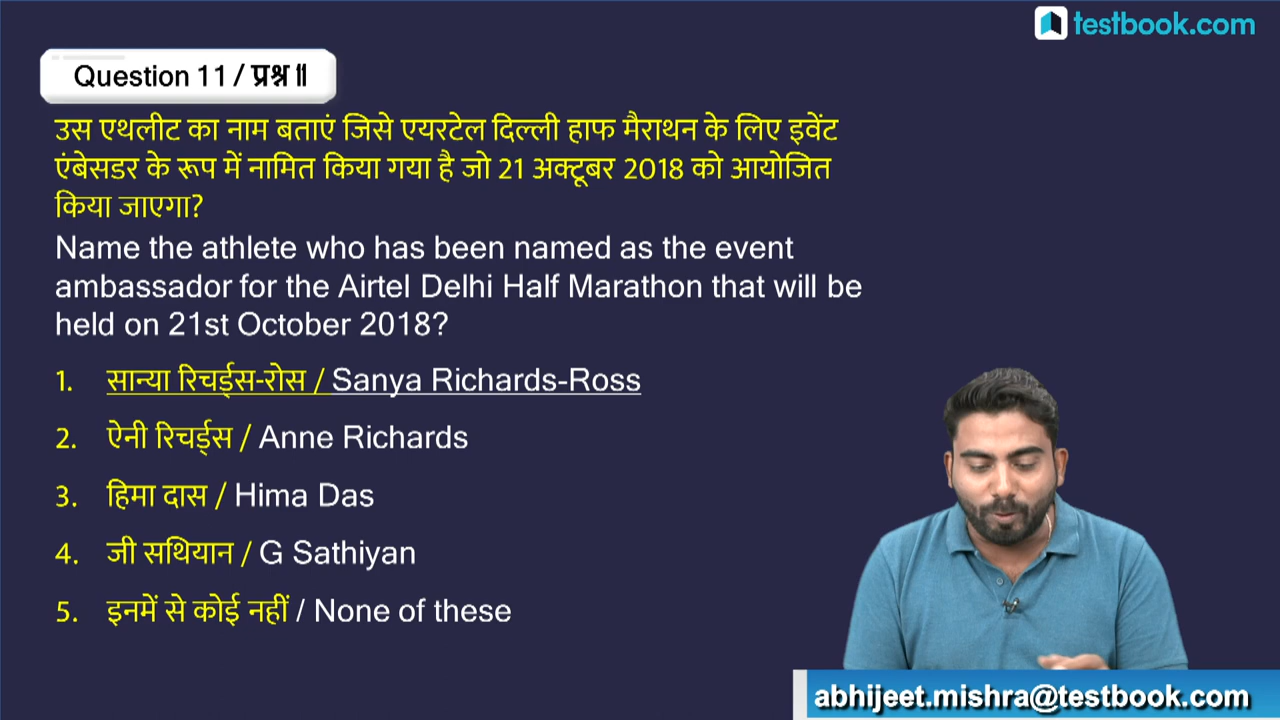 testbook.com
Question 11 / प्रश्न 11
उस एथलीट का नाम बताएं जिसे एयरटेल दिल्ली हाफ मैराथन के लिए इवेंट
एंबेसडर के रूप में नामित किया गया है जो 21 अक्टूबर 2018 को आयोजित
किया जाएगा?
Name the athlete who has been named as the event
ambassador for the Airtel Delhi Half Marathon that will be
held on 21st October 2018?
1. सान्या रिचर्ड्स-रोस / Sanya Richards-Ross
2. ऐनी रिचर्ड्स / Anne Richards
3. हिमा दास / Hima Das
4. जी सथियान / G Sathiyan
5. इनमें से कोई नहीं / None of these
abhijeet.mishra@testbook.com